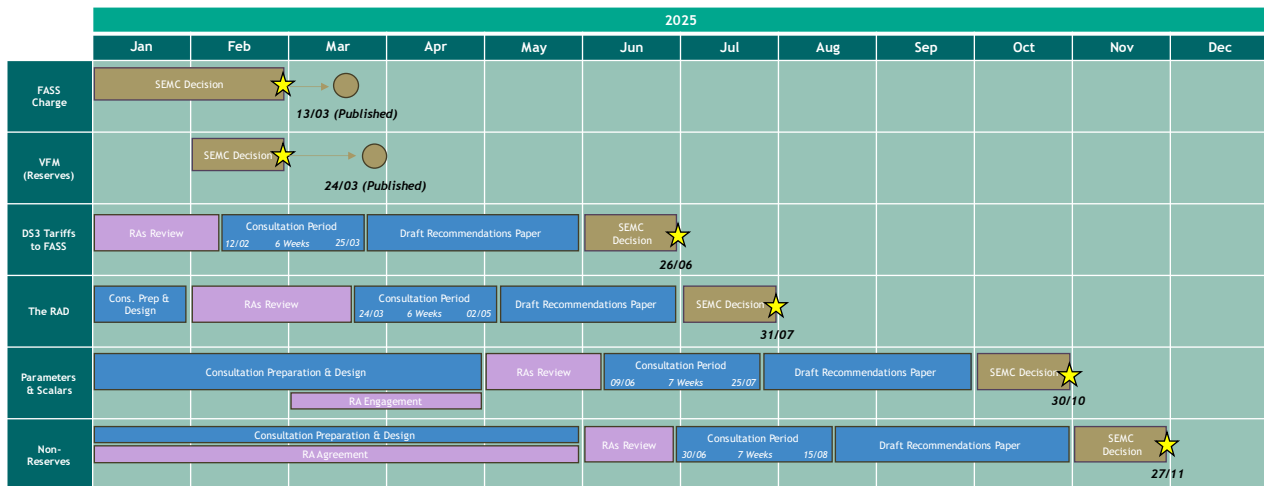 2025
Jan Feb Mar Apr May Jun Jul Aug Sep Oct Nov Dec
FASS
Charge
SEMC Decision
13/03 (Published)
VFM
(Reserves)
SEMC Decision
24/03 (Published)
DS3 Tariffs
to FASS
RAs Review
Consultation Period
12/02 6 Weeks 25/03
Draft Recommendations Paper
SEMC
Decision
26/06
The RAD
Cons. Prep &
Design
RAs Review
Consultation Period
24/03 6 Weeks 02/05
Draft Recommendations Paper
SEMC Decision
31/07
Parameters
& Scalars
Consultation Preparation & Design
RA Engagement
RAs Review
Consultation Period
09/06 7 Weeks 25/07
Draft Recommendations Paper
SEMC Decision
30/10
Non-
Reserves
Consultation Preparation & Design
RA Agreement
RAs Review
Consultation Period
30/06 7 Weeks 15/08
Draft Recommendations Paper
SEMC
Decision
27/11